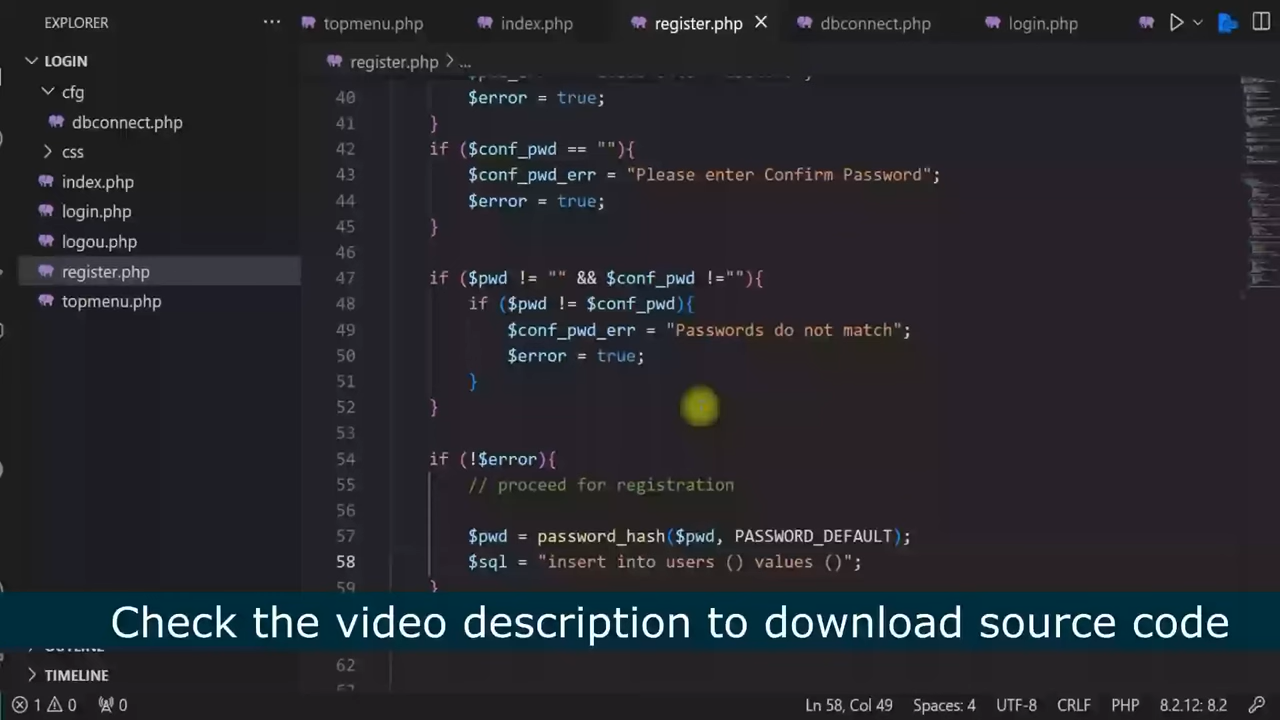 EXPLORER
topmenu.php index.php register.php dbconnect.php login.php
LOGIN
register.php > ...
cfg
dbconnect.php
css
index.php
login.php
logou.php
register.php
topmenu.php
40 $error = true;
41 }
42 if ($conf_pwd == ""){
43 $conf_pwd_err = "Please enter Confirm Password";
44 $error = true;
45 }
46
47 if ($pwd != "" && $conf_pwd !=""){
48 if ($pwd != $conf_pwd){
49 $conf_pwd_err = "Passwords do not match";
50 $error = true;
51 }
52 }
53
54 if (!$error){
55 // proceed for registration
56
57 $pwd = password_hash($pwd, PASSWORD_DEFAULT);
58 $sql = "insert into users () values ()";
59 }
Check the video description to download source code
62
TIMELINE
1 0 0 Ln 58, Col 49 Spaces: 4 UTF-8 CRLF PHP 8.2.12: 8.2